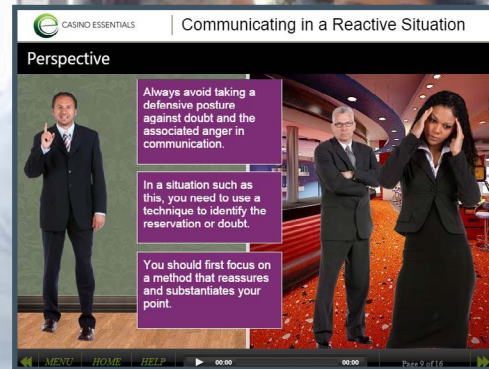 CASINO ESSENTIALS
Communicating in a Reactive Situation
Perspective
Always avoid taking a
defensive posture
against doubt and the
associated anger in
communication.
In a situation such as
this, you need to use a
technique to identify the
reservation or doubt.
You should first focus on
a method that reassures
and substantiates your
point.
MENU HOME HELP 00:00 00:00 Page 9 of 16